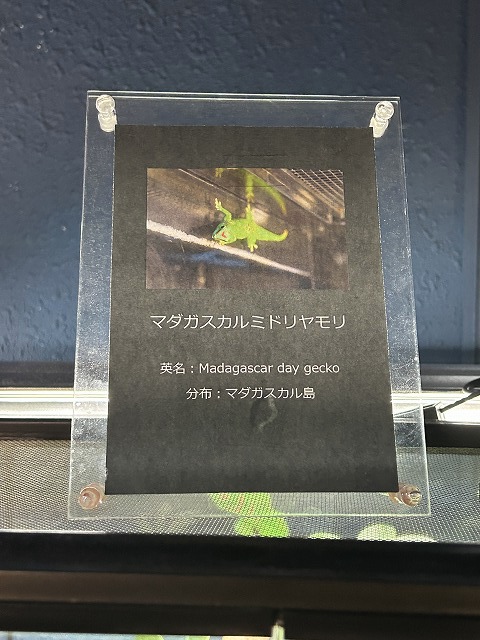 マダガスカルミドリヤモリ
英名：Madagascar day gecko
分布：マダガスカル島